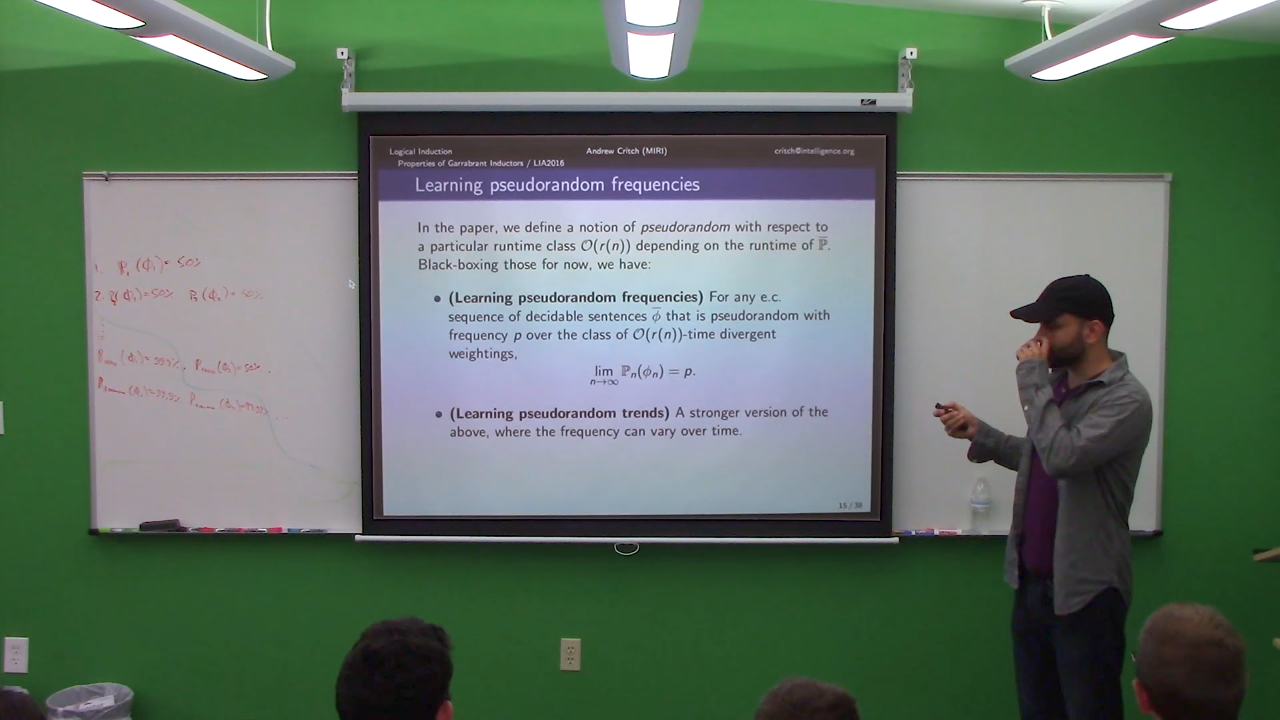 Logical Induction
Andrew Critch (MIRI)
critch@intelligence.org
Properties of Garrabrant Inductors / LIA2016
Learning pseudorandom frequencies
In the paper, we define a notion of pseudorandom with respect to
a particular runtime class 𝒪(r(n)) depending on the runtime of ℙ̅.
Black-boxing those for now, we have:
• (Learning pseudorandom frequencies) For any e.c.
sequence of decidable sentences ϕ̅ that is pseudorandom with
frequency p over the class of 𝒪(r(n))-time divergent
weightings,
lim n→∞ ℙn(ϕn) = p.
• (Learning pseudorandom trends) A stronger version of the
above, where the frequency can vary over time.
15 / 38
1. P₁(ϕ₁)= 50%